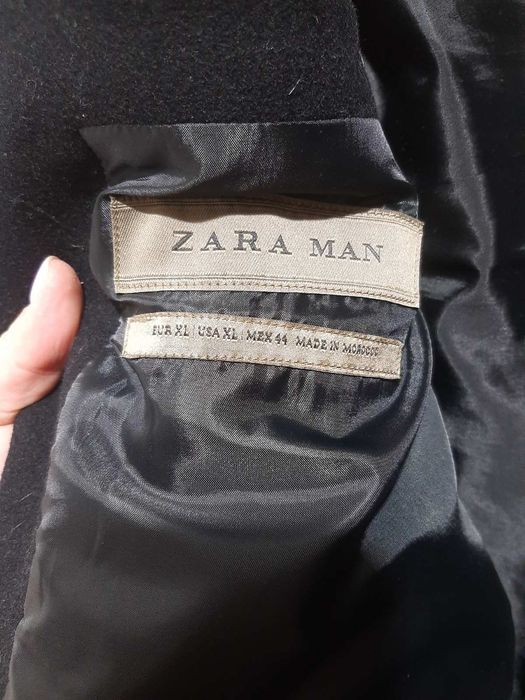 ZARA MAN
EUR XL | USA XL | MEX 44 MADE IN MOROCCO